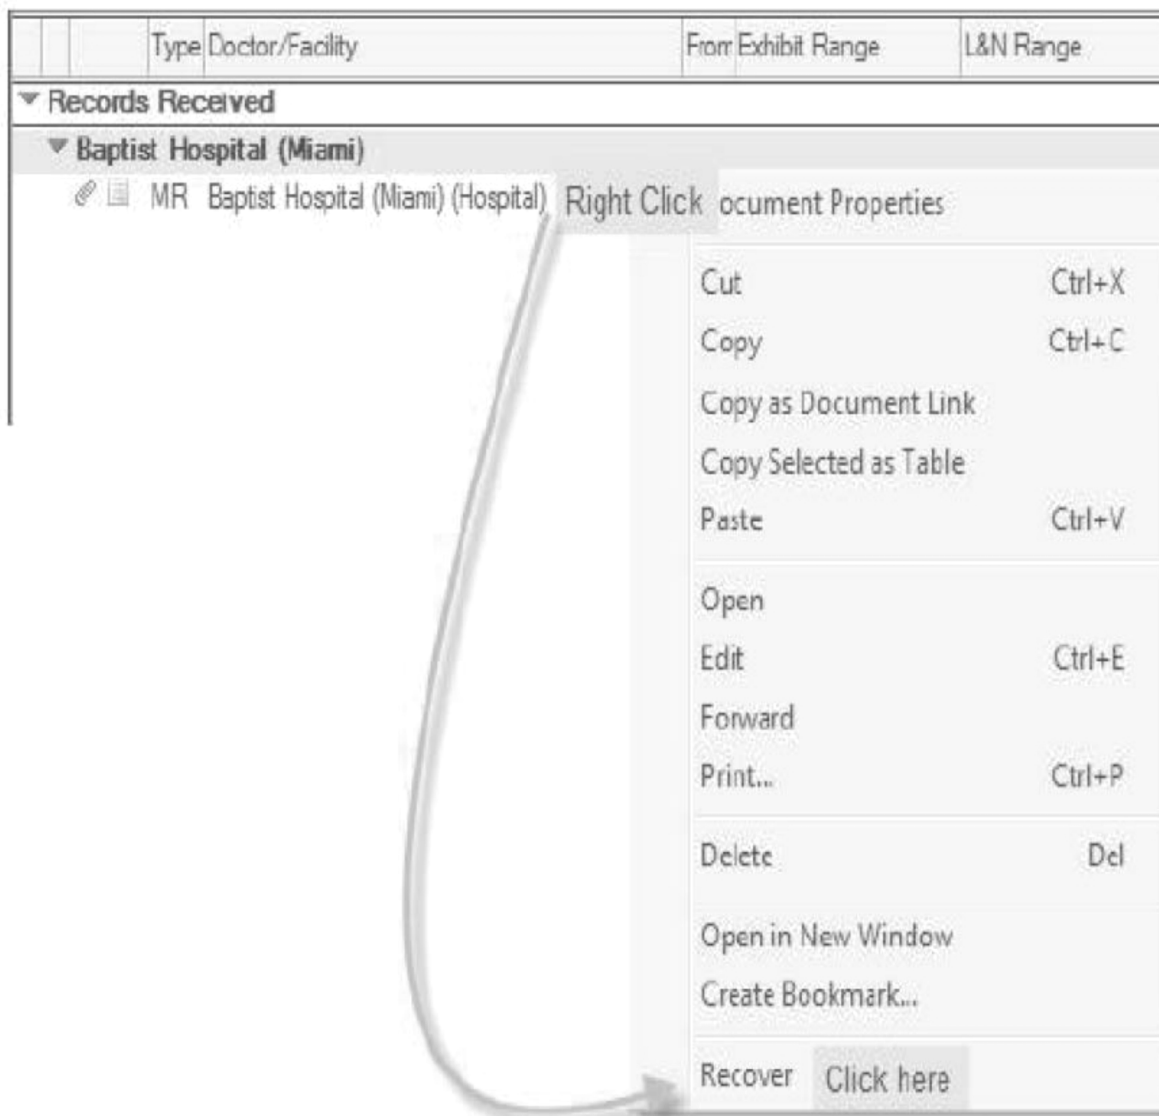 Type Doctor/Facility From Exhibit Range L&N Range
Records Received
Baptist Hospital (Miami)
MR Baptist Hospital (Miami) (Hospital) Right Click ocument Properties
Cut Ctrl+X
Copy Ctrl+C
Copy as Document Link
Copy Selected as Table
Paste Ctrl+V
Open
Edit Ctrl+E
Forward
Print... Ctrl+P
Delete Del
Open in New Window
Create Bookmark...
Recover Click here